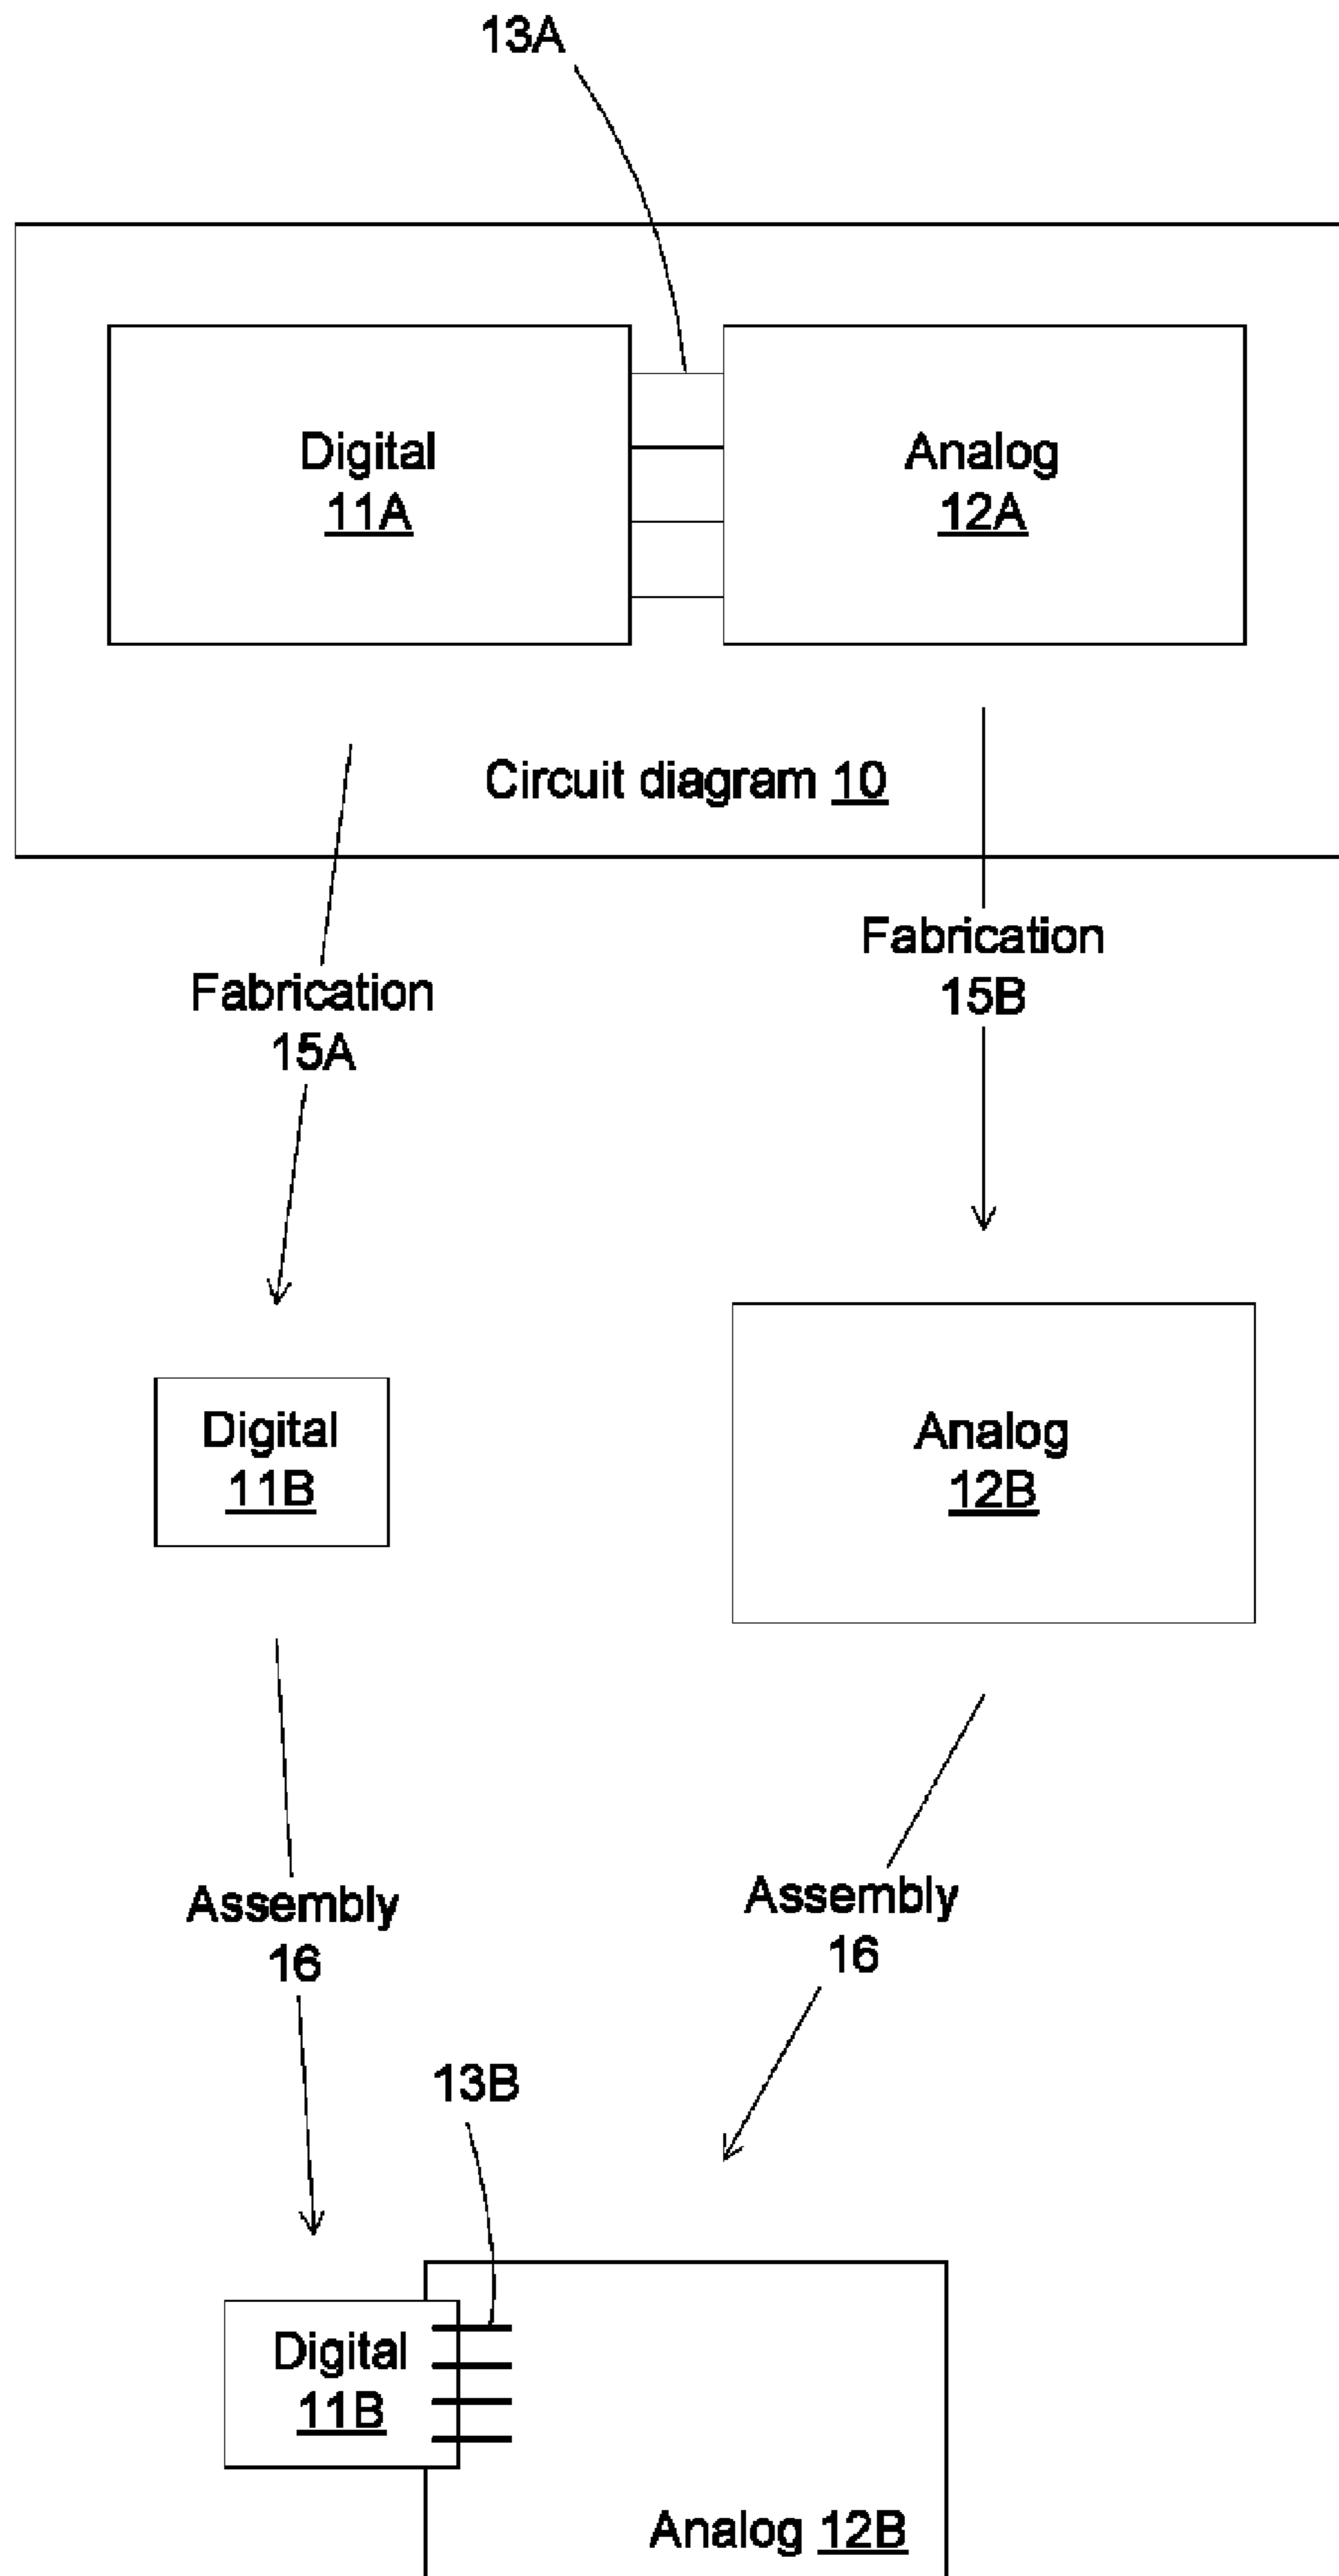 13A
Digital
11A
Analog
12A
Circuit diagram 10
Fabrication
15B
Fabrication
15A
Digital
11B
Analog
12B
Assembly
16
Assembly
16
13B
Digital
11B
Analog 12B